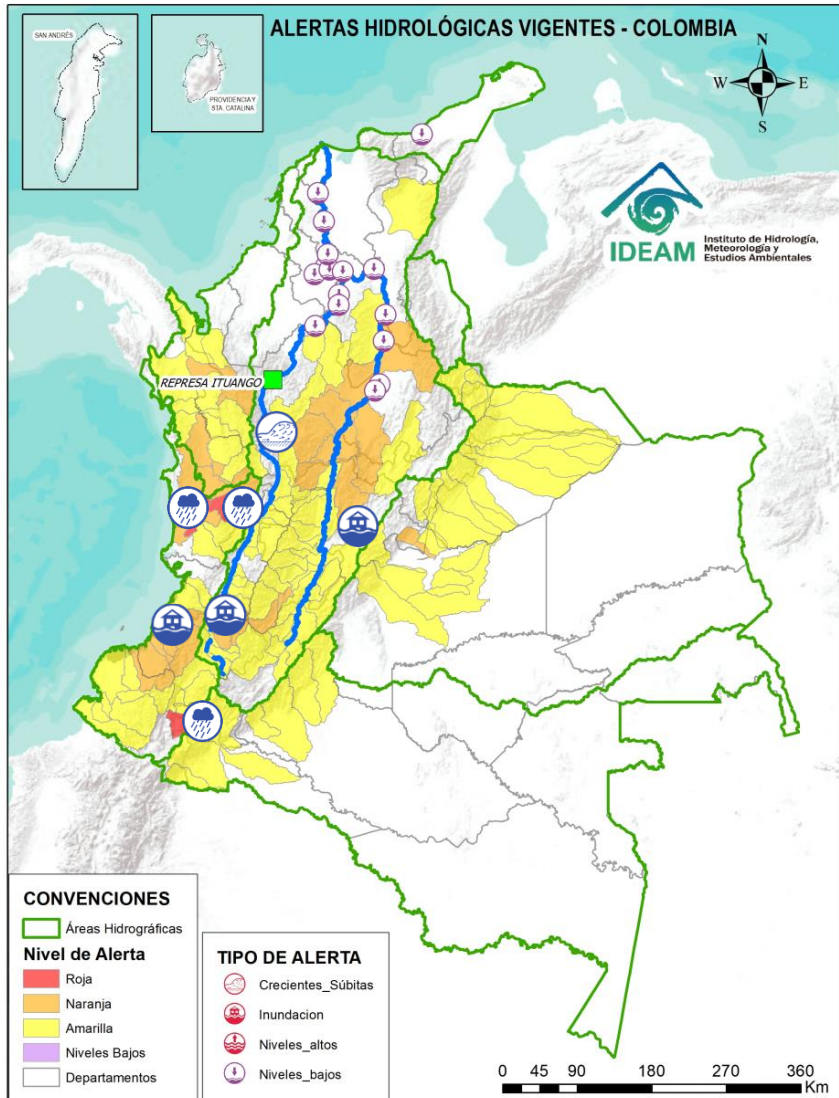 ALERTAS HIDROLÓGICAS VIGENTES - COLOMBIA
SAN ANDRÉS
PROVIDENCIA Y
STA. CATALINA
N
W
E
S
IDEAM
Instituto de Hidrología,
Meteorología y
Estudios Ambientales
REPRESA ITUANGO
CONVENCIONES
Áreas Hidrográficas
Nivel de Alerta
Roja
Naranja
Amarilla
Niveles Bajos
Departamentos
TIPO DE ALERTA
Crecientes_Súbitas
Inundacion
Niveles_altos
Niveles_bajos
0 45 90 180 270 360
Km